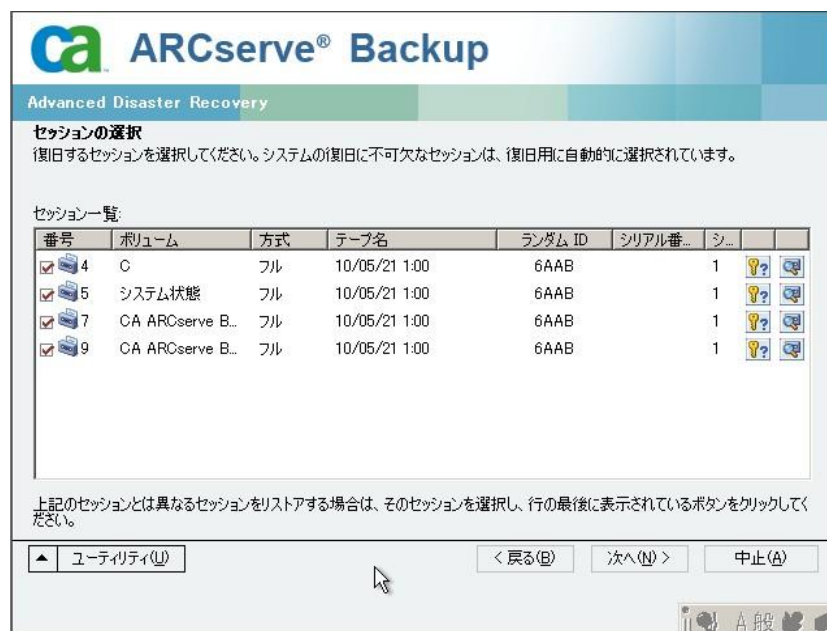 ca ARCserve® Backup
Advanced Disaster Recovery
セッションの選択
復旧するセッションを選択してください。システムの復旧に不可欠なセッションは、復旧用に自動的に選択されています。
セッション一覧:
番号 ボリューム 方式 テープ名 ランダム ID シリアル番... シ...
4 C フル 10/05/21 1:00 6AAB 1
5 システム状態 フル 10/05/21 1:00 6AAB 1
7 CA ARCserve B... フル 10/05/21 1:00 6AAB 1
9 CA ARCserve B... フル 10/05/21 1:00 6AAB 1
上記のセッションとは異なるセッションをリストアする場合は、そのセッションを選択し、行の最後に表示されているボタンをクリックしてく
ださい。
ユーティリティ(U) < 戻る(B) 次へ(N) > 中止(A)
A 般